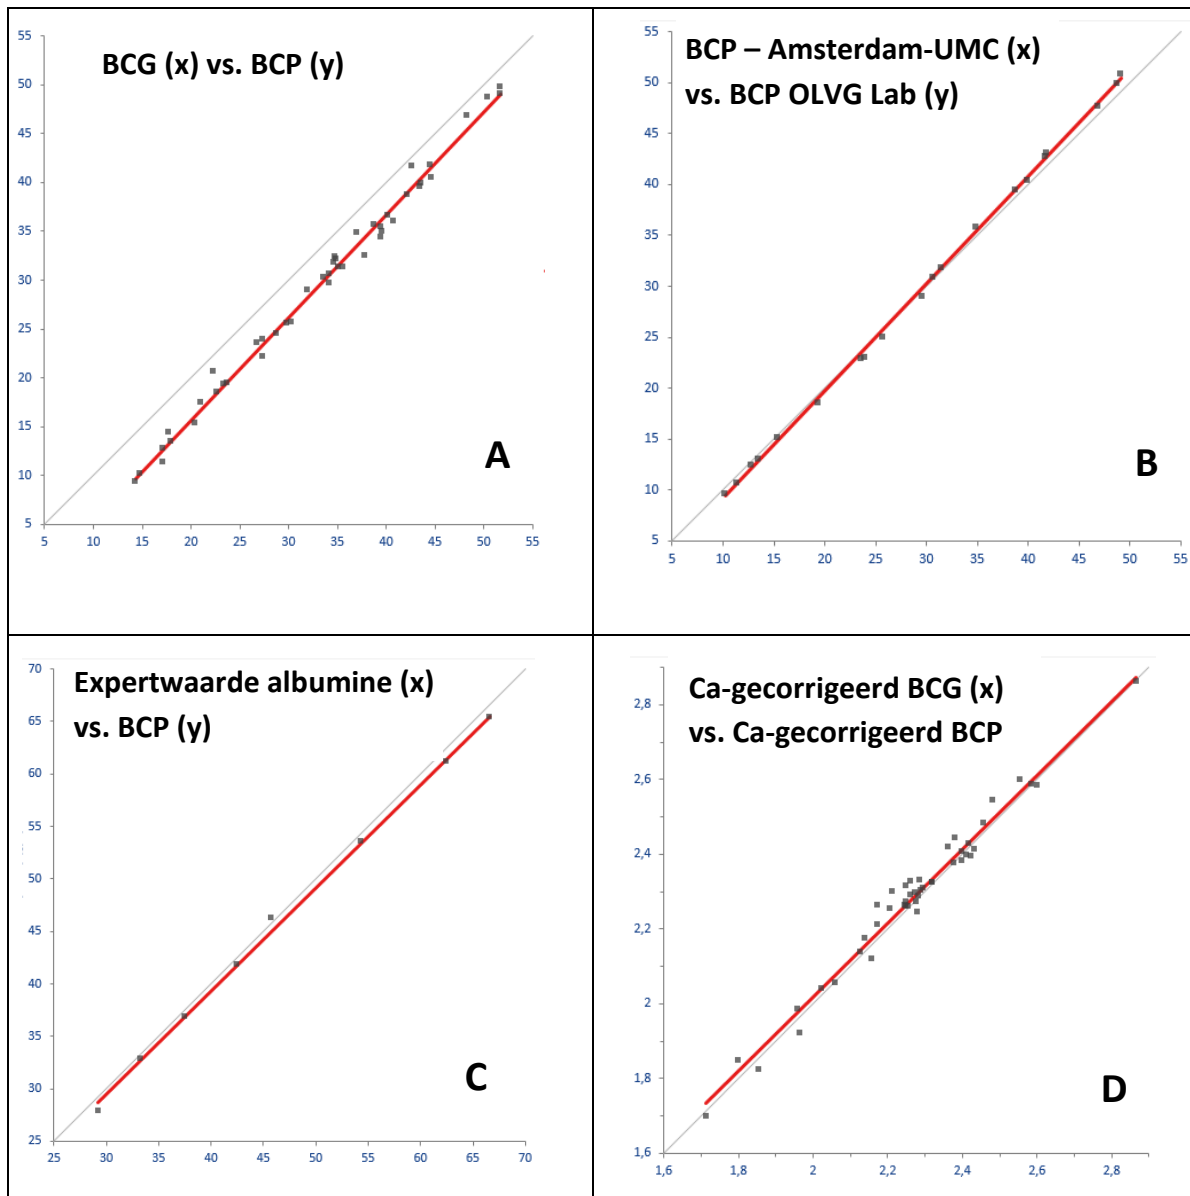 BCG (x) vs. BCP (y)
55
50
45
40
35
30
25
20
15
10
5
A
5 10 15 20 25 30 35 40 45 50 55
BCP – Amsterdam-UMC (x)
vs. BCP OLVG Lab (y)
55
50
45
40
35
30
25
20
15
10
5
B
5 10 15 20 25 30 35 40 45 50 55
Expertwaarde albumine (x)
vs. BCP (y)
70
65
60
55
50
45
40
35
30
25
C
25 30 35 40 45 50 55 60 65 70
Ca-gecorrigeerd BCG (x)
vs. Ca-gecorrigeerd BCP
2,8
2,6
2,4
2,2
2
1,8
1,6
D
1,6 1,8 2 2,2 2,4 2,6 2,8